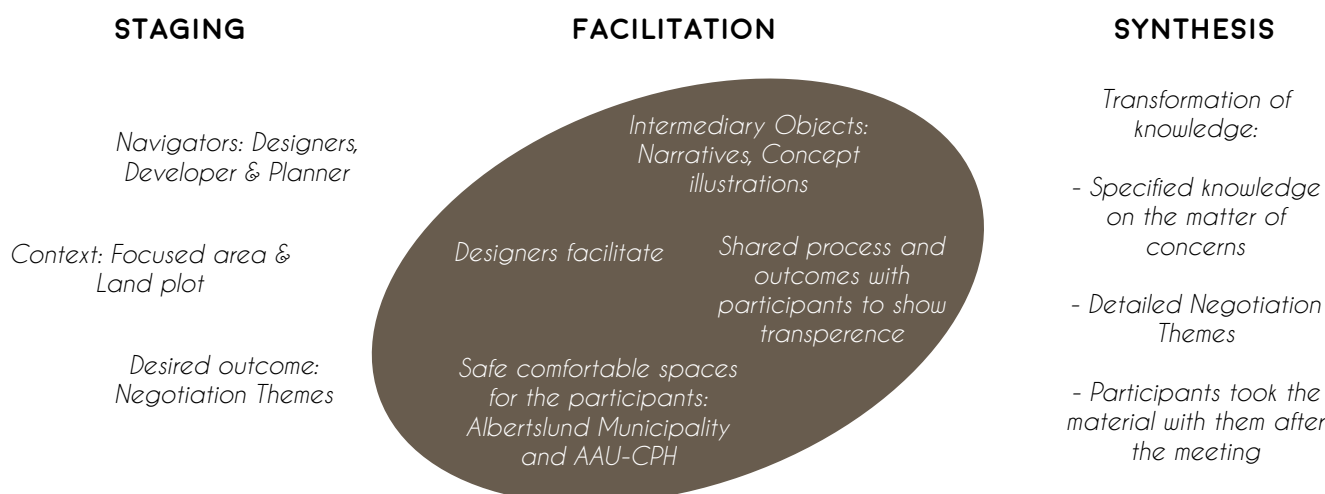 STAGING
Navigators: Designers,
Developer & Planner
Context: Focused area &
Land plot
Desired outcome:
Negotiation Themes
FACILITATION
Intermediary Objects:
Narratives, Concept
illustrations
Designers facilitate
Shared process and
outcomes with
participants to show
transperence
Safe comfortable spaces
for the participants:
Albertslund Municipality
and AAU-CPH
SYNTHESIS
Transformation of
knowledge:
- Specified knowledge
on the matter of
concerns
- Detailed Negotiation
Themes
- Participants took the
material with them after
the meeting